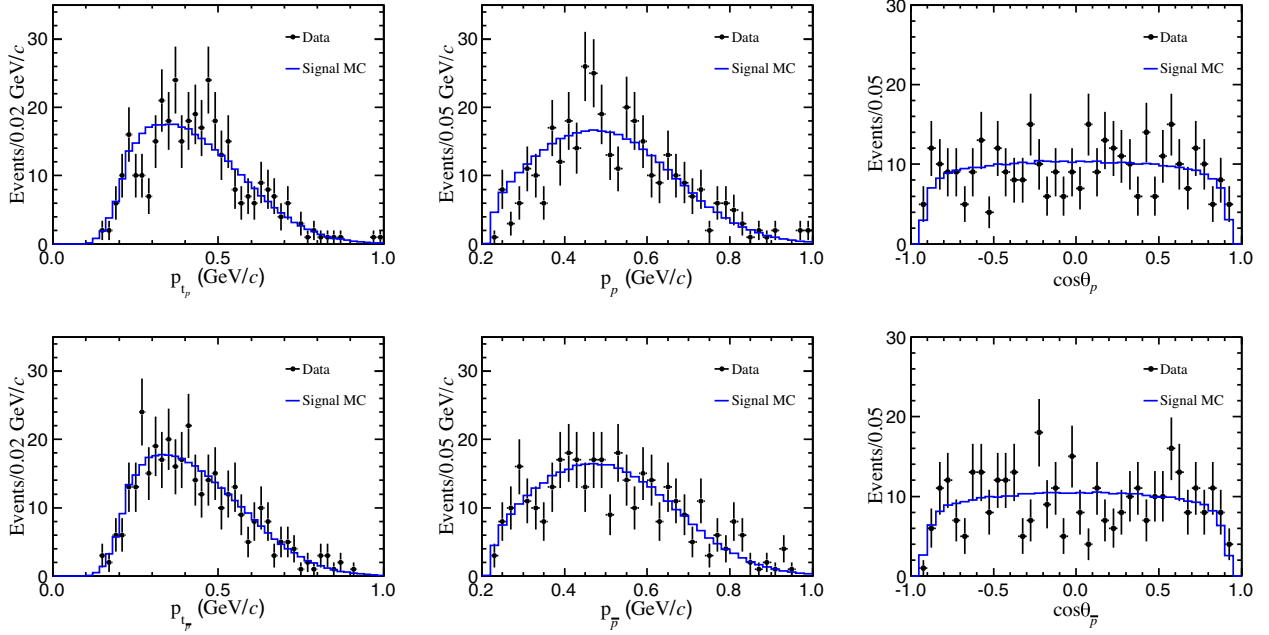 Events/0.02 GeV/c
30
20
10
0
0.0
0.5
1.0
p_{t_p} (GeV/c)
Data
Signal MC
Events/0.05 GeV/c
30
20
10
0
0.2
0.4
0.6
0.8
1.0
p_p (GeV/c)
Data
Signal MC
Events/0.05
30
20
10
0
-1.0
-0.5
0.0
0.5
1.0
cosθ_p
Data
Signal MC
Events/0.02 GeV/c
30
20
10
0
0.0
0.5
1.0
p_{t_p̅} (GeV/c)
Data
Signal MC
Events/0.05 GeV/c
30
20
10
0
0.2
0.4
0.6
0.8
1.0
p_p̅ (GeV/c)
Data
Signal MC
Events/0.05
30
20
10
0
-1.0
-0.5
0.0
0.5
1.0
cosθ_p̅
Data
Signal MC